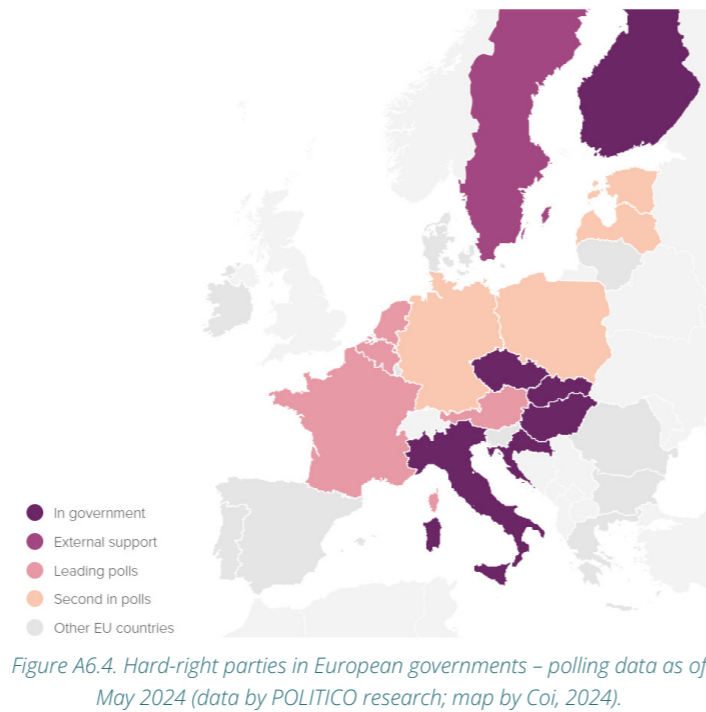 In government
External support
Leading polls
Second in polls
Other EU countries
Figure A6.4. Hard-right parties in European governments – polling data as of
May 2024 (data by POLITICO research; map by Coi, 2024).